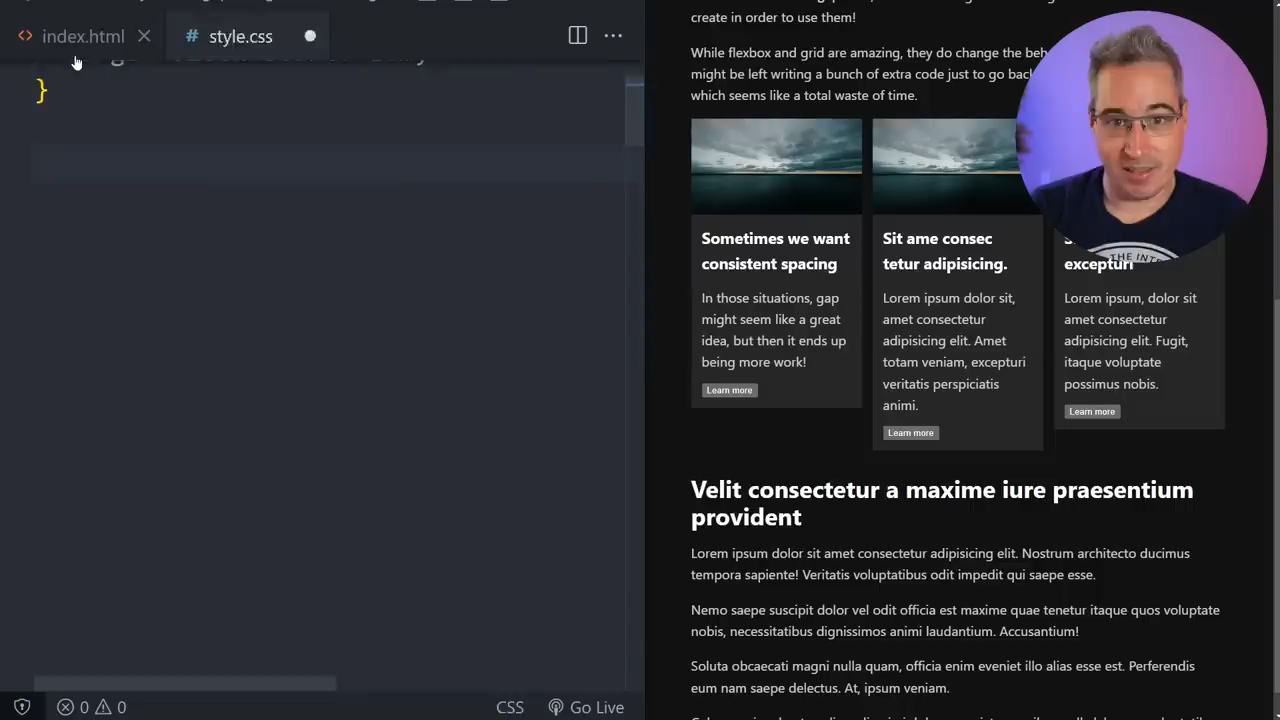 index.html
style.css
}
0 0
CSS
Go Live
create in order to use them!
While flexbox and grid are amazing, they do change the beh
might be left writing a bunch of extra code just to go bac
which seems like a total waste of time.
Sometimes we want
consistent spacing
In those situations, gap
might seem like a great
idea, but then it ends up
being more work!
Learn more
Sit ame consec
tetur adipisicing.
Lorem ipsum dolor sit,
amet consectetur
adipisicing elit. Amet
totam veniam, excepturi
veritatis perspiciatis
animi.
Learn more
excepturi
Lorem ipsum, dolor sit
amet consectetur
adipisicing elit. Fugit,
itaque voluptate
possimus nobis.
Learn more
THE INT
Velit consectetur a maxime iure praesentium
provident
Lorem ipsum dolor sit amet consectetur adipisicing elit. Nostrum architecto ducimus
tempora sapiente! Veritatis voluptatibus odit impedit qui saepe esse.
Nemo saepe suscipit dolor vel odit officia est maxime quae tenetur itaque quos voluptate
nobis, necessitatibus dignissimos animi laudantium. Accusantium!
Soluta obcaecati magni nulla quam, officia enim eveniet illo alias esse est. Perferendis
eum nam saepe delectus. At, ipsum veniam.